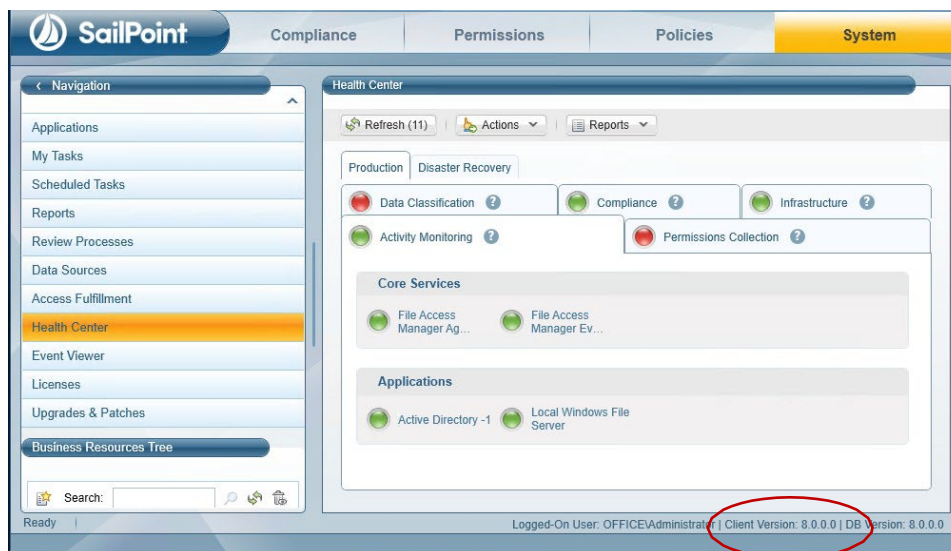 SailPoint
Compliance
Permissions
Policies
System
Navigation
Applications
My Tasks
Scheduled Tasks
Reports
Review Processes
Data Sources
Access Fulfillment
Health Center
Event Viewer
Licenses
Upgrades & Patches
Business Resources Tree
Search:
Health Center
Refresh (11)
Actions
Reports
Production
Disaster Recovery
Data Classification ?
Compliance ?
Infrastructure ?
Activity Monitoring ?
Permissions Collection ?
Core Services
File Access
Manager Ag...
File Access
Manager Ev...
Applications
Active Directory -1
Local Windows File
Server
Ready
Logged-On User: OFFICE\Administrator | Client Version: 8.0.0.0 | DB Version: 8.0.0.0